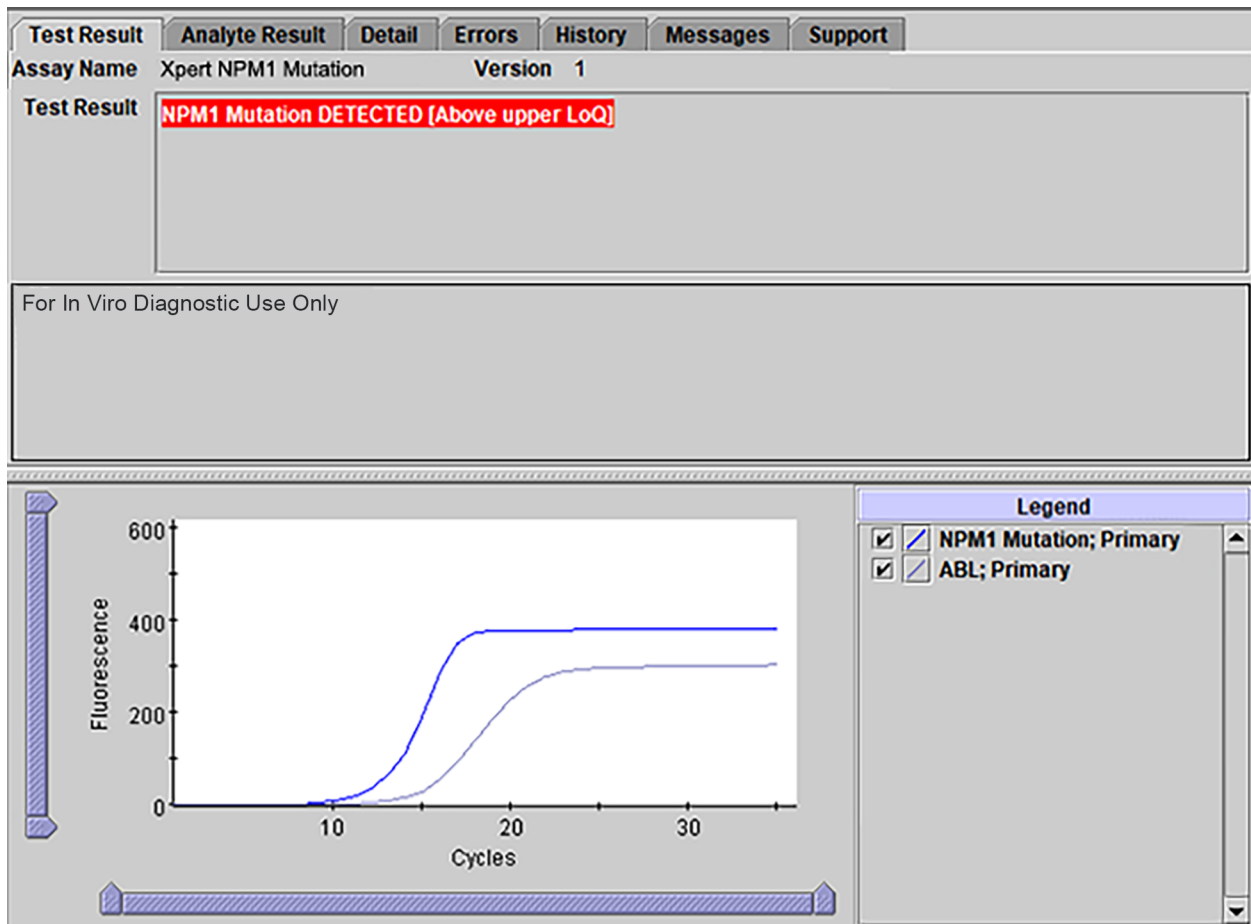 Test Result Analyte Result Detail Errors History Messages Support
Assay Name Xpert NPM1 Mutation Version 1
Test Result NPM1 Mutation DETECTED [Above upper LoQ]
For In Viro Diagnostic Use Only
Legend
NPM1 Mutation; Primary
ABL; Primary
600
400
200
0
Fluorescence
10 20 30
Cycles